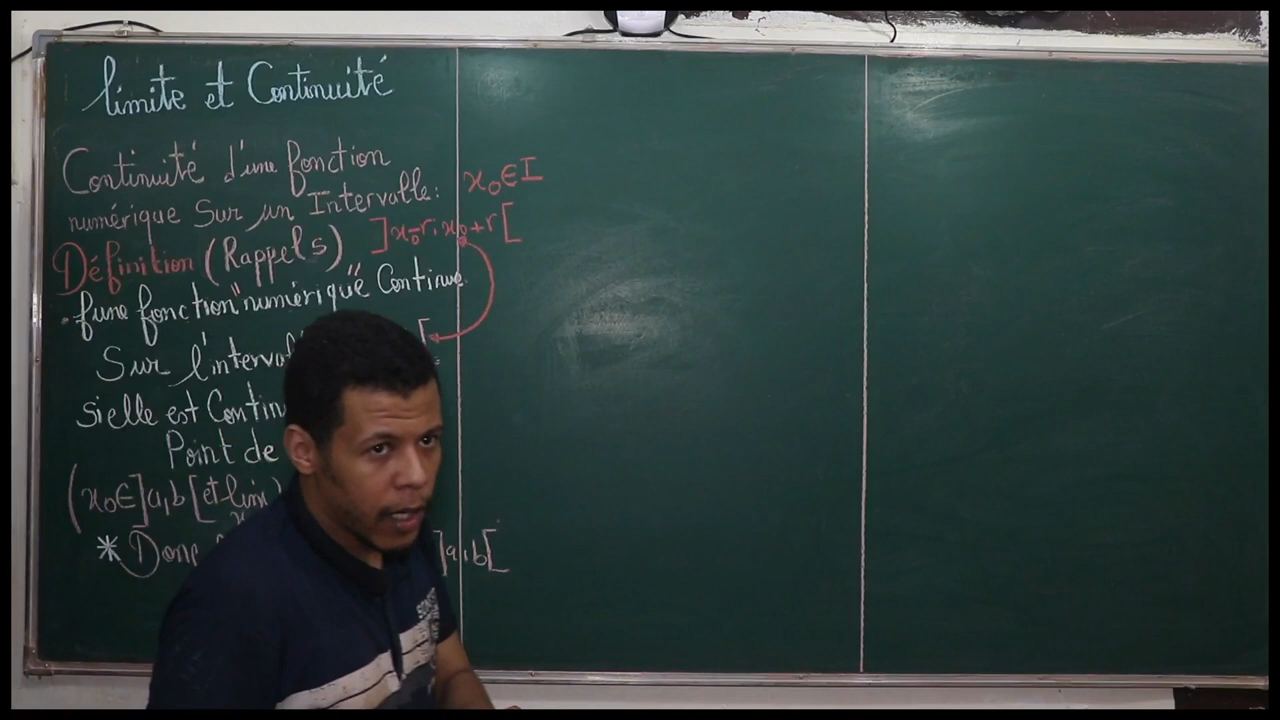 limite et Continuité
Continuité d'une fonction
numérique Sur un Intervalle: x₀∈I
Définition (Rappels) ]x₀-r, x₀+r[
. f une fonction "numérique" Continue
Sur l'interval [
si elle est Contin
Point de
(x₀∈]a,b[ et lim
* Donc ]a,b[